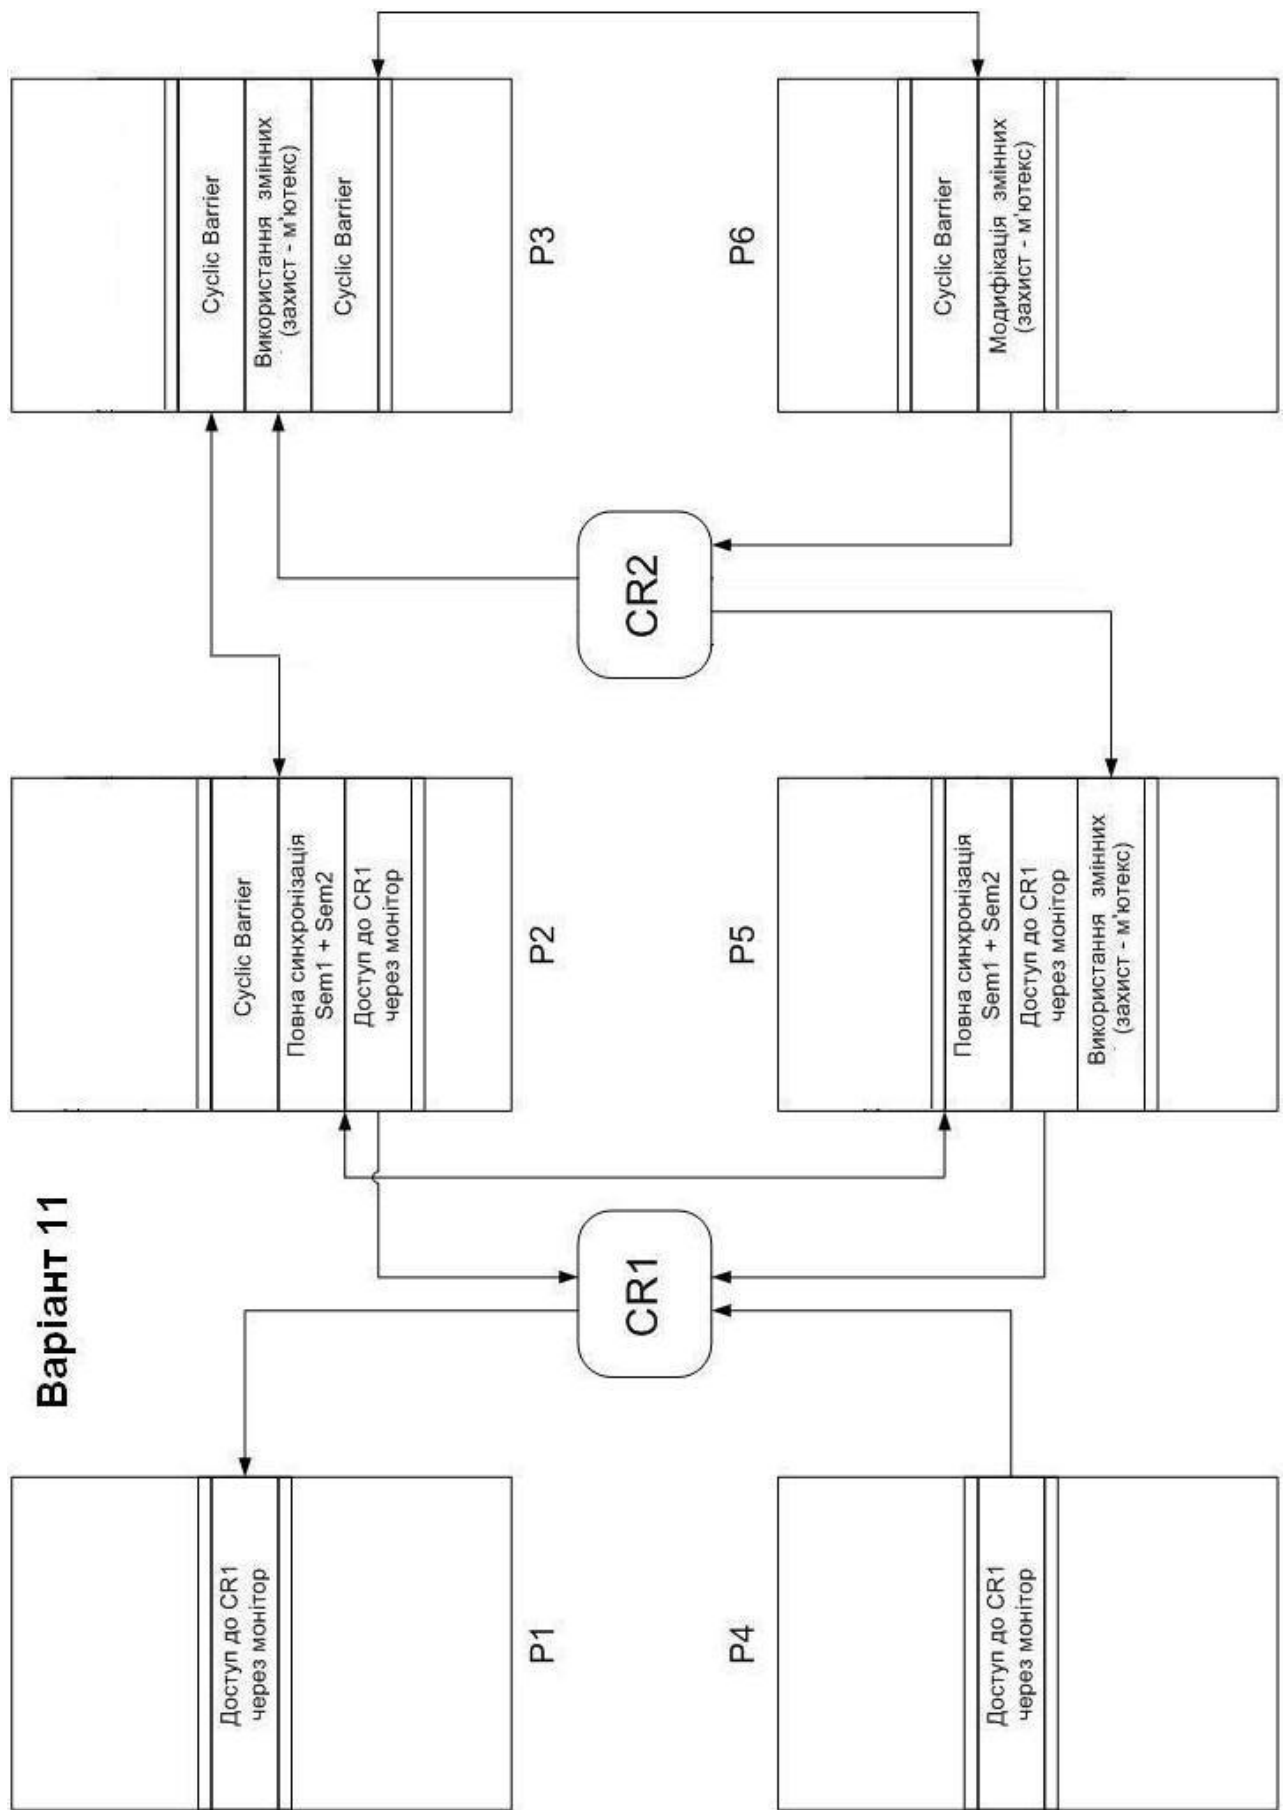 Варіант 11
Доступ до CR1
через монітор
P1
Cyclic Barrier
Повна синхронізація
Sem1 + Sem2
Доступ до CR1
через монітор
P2
Cyclic Barrier
Використання змінних
(захист - м'ютекс)
Cyclic Barrier
P3
CR1
CR2
P4
Доступ до CR1
через монітор
P5
Повна синхронізація
Sem1 + Sem2
Доступ до CR1
через монітор
Використання змінних
(захист - м'ютекс)
P6
Cyclic Barrier
Модифікація змінних
(захист - м'ютекс)